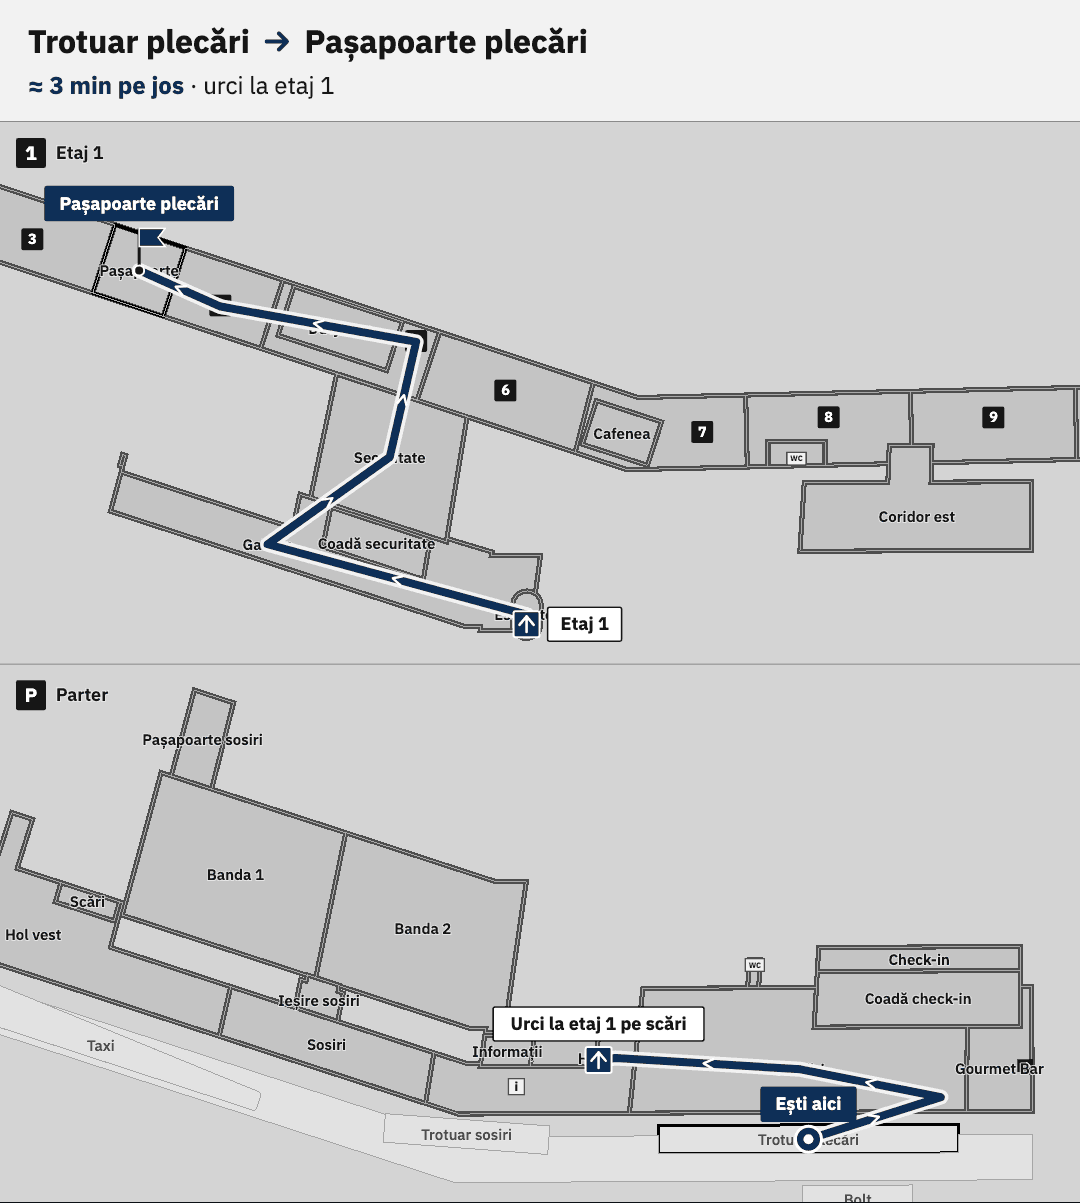 Trotuar plecări → Pașapoarte plecări
≈ 3 min pe jos · urci la etaj 1
1 Etaj 1
Pașapoarte plecări
3
6
Cafenea
7
8
9
WC
Coridor est
Coadă securitate
Etaj 1
P Parter
Pașapoarte sosiri
Banda 1
Banda 2
Scări
Hol vest
Ieșire sosiri
Sosiri
Taxi
Urci la etaj 1 pe scări
Informații
i
WC
Check-in
Coadă check-in
Gourmet Bar
Ești aici
Trotuar sosiri
Bolt